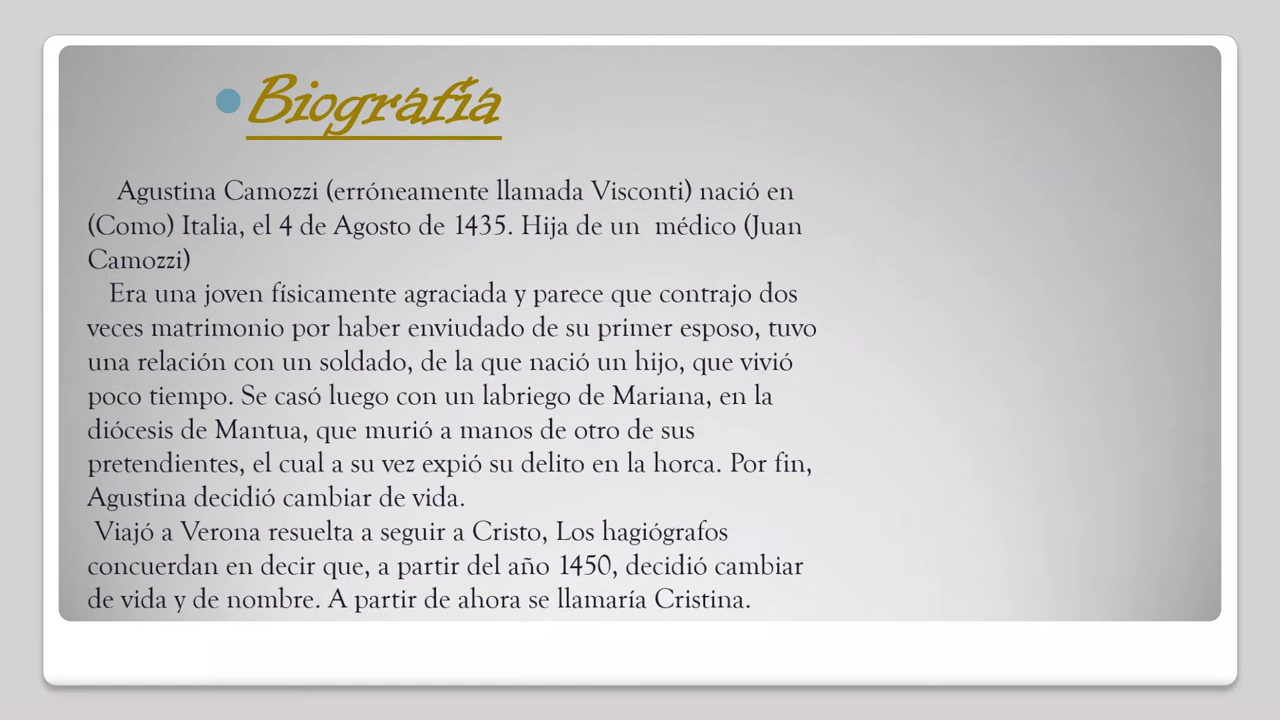 Biografía
Agustina Camozzi (erróneamente llamada Visconti) nació en
(Como) Italia, el 4 de Agosto de 1435. Hija de un médico (Juan
Camozzi)
Era una joven físicamente agraciada y parece que contrajo dos
veces matrimonio por haber enviudado de su primer esposo, tuvo
una relación con un soldado, de la que nació un hijo, que vivió
poco tiempo. Se casó luego con un labriego de Mariana, en la
diócesis de Mantua, que murió a manos de otro de sus
pretendientes, el cual a su vez expió su delito en la horca. Por fin,
Agustina decidió cambiar de vida.
Viajó a Verona resuelta a seguir a Cristo, Los hagiógrafos
concuerdan en decir que, a partir del año 1450, decidió cambiar
de vida y de nombre. A partir de ahora se llamaría Cristina.